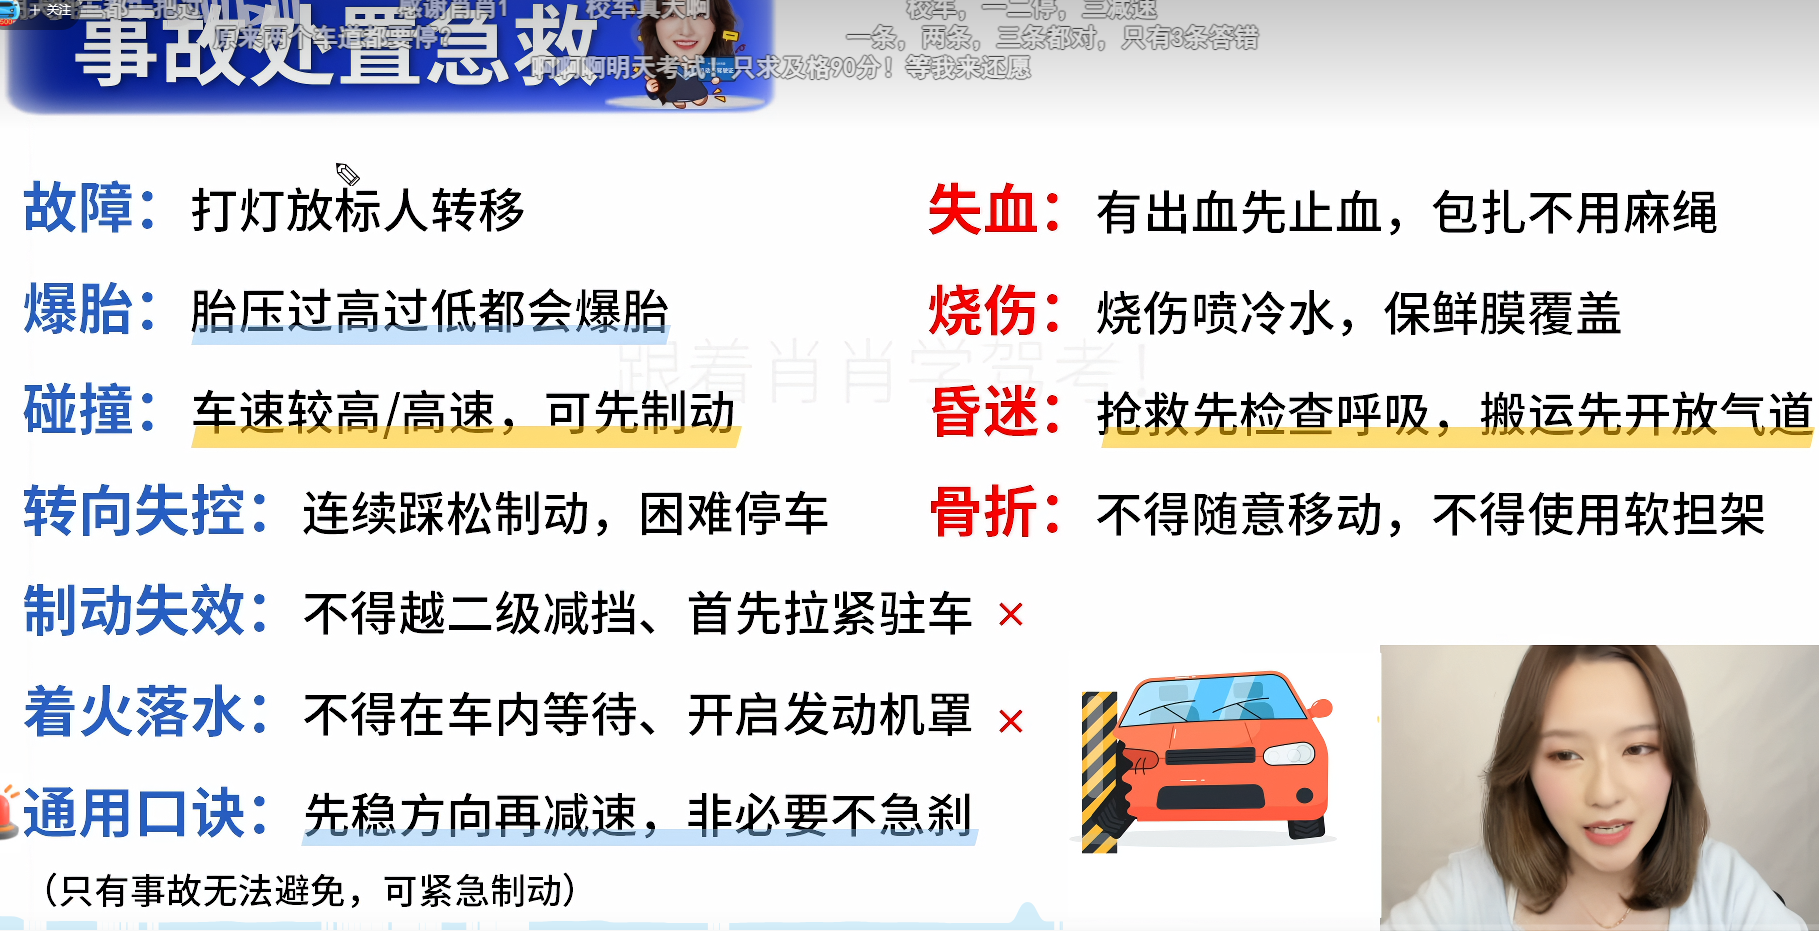 关注
感谢肖肖1
校车真大啊
校车，一二停，三减速
原来两个车道都要停?
一条，两条，三条都对，只有3条答错
啊啊啊明天考试，只求及格90分！等我来还愿
事故处置急救
故障：打灯放标人转移
爆胎：胎压过高过低都会爆胎
碰撞：车速较高/高速，可先制动
转向失控：连续踩松制动，困难停车
制动失效：不得越二级减挡、首先拉紧驻车 ×
着火落水：不得在车内等待、开启发动机罩 ×
通用口诀：先稳方向再减速，非必要不急刹
（只有事故无法避免，可紧急制动）
失血：有出血先止血，包扎不用麻绳
烧伤：烧伤喷冷水，保鲜膜覆盖
昏迷：抢救先检查呼吸，搬运先开放气道
骨折：不得随意移动，不得使用软担架
跟着肖肖学驾考！